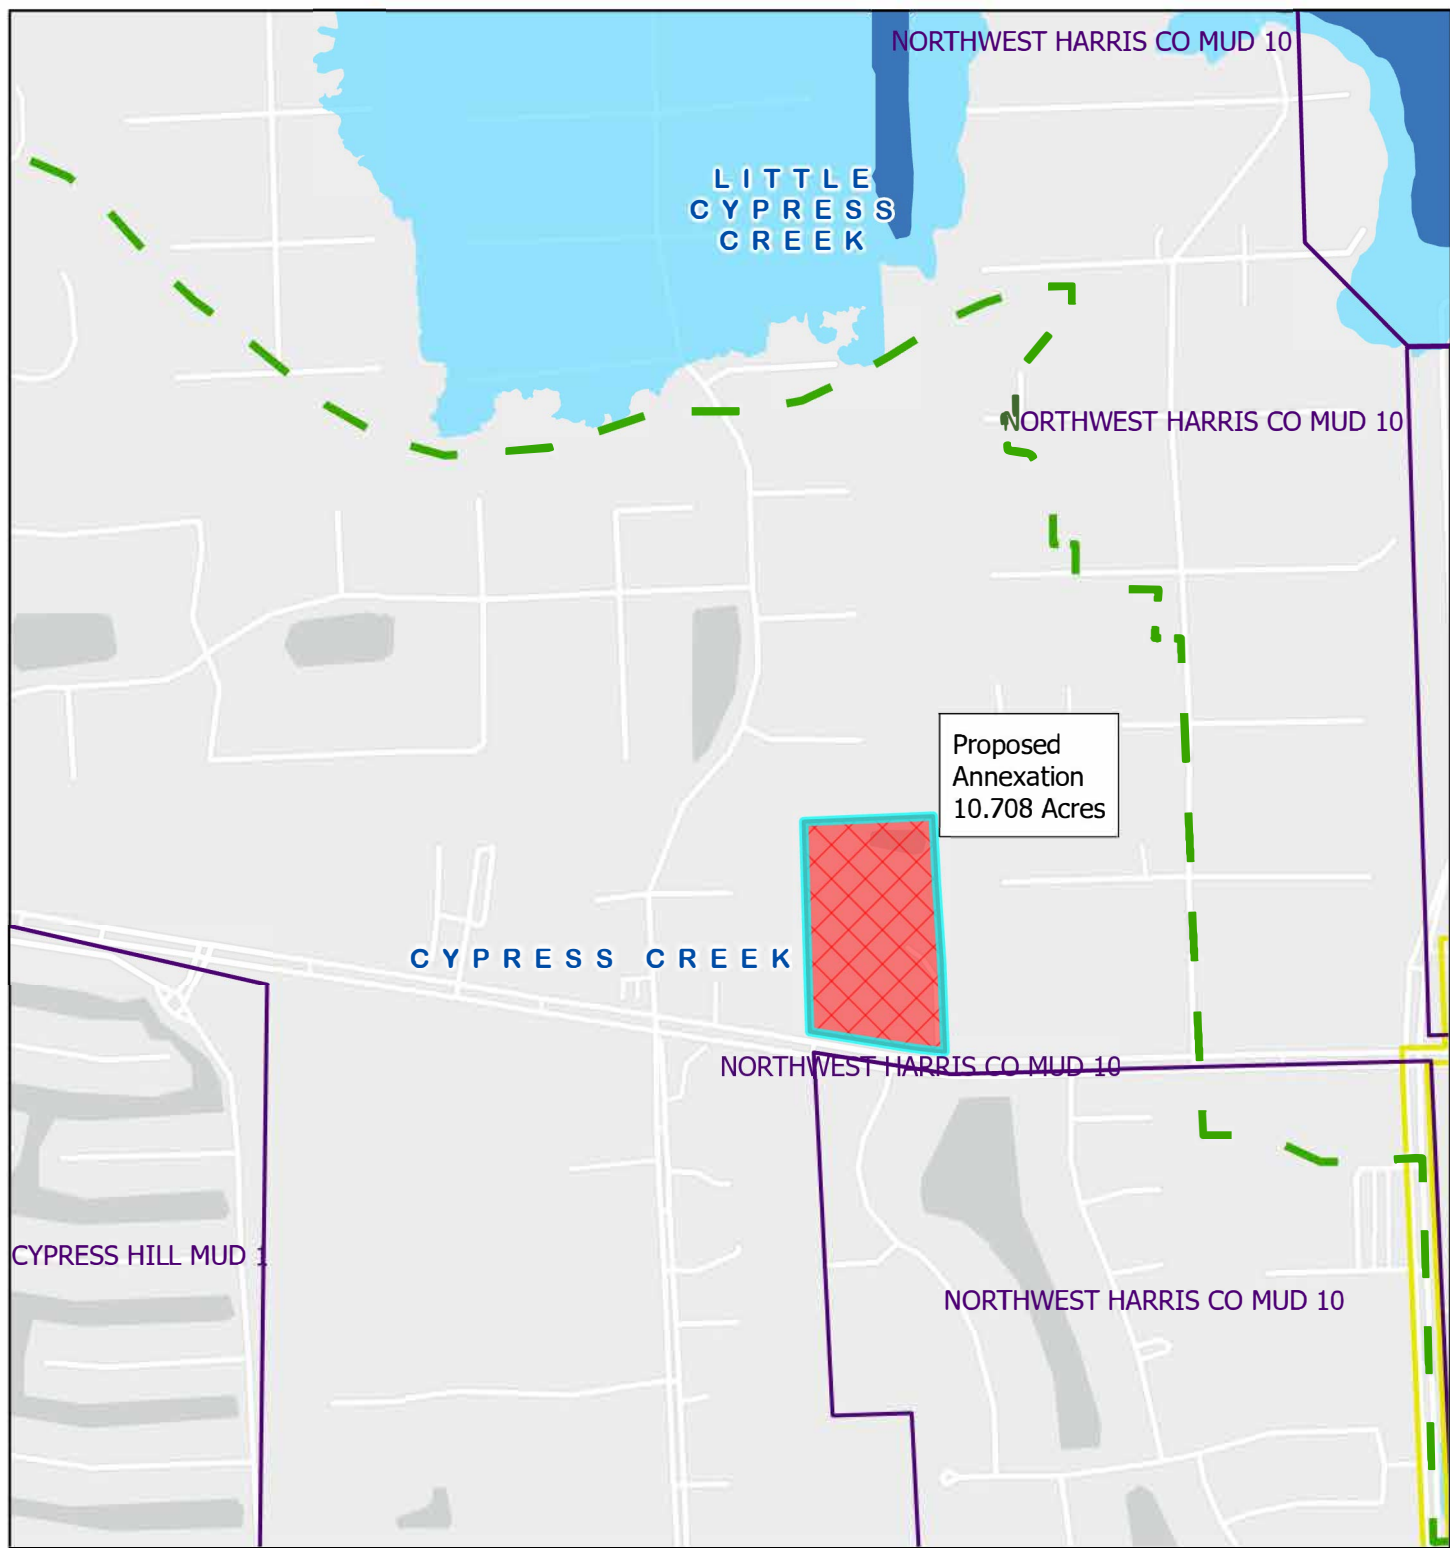 NORTHWEST HARRIS CO MUD 10
LITTLE
CYPRESS
CREEK
NORTHWEST HARRIS CO MUD 10
Proposed
Annexation
10.708 Acres
CYPRESS CREEK
NORTHWEST HARRIS CO MUD 10
CYPRESS HILL MUD 1
NORTHWEST HARRIS CO MUD 10